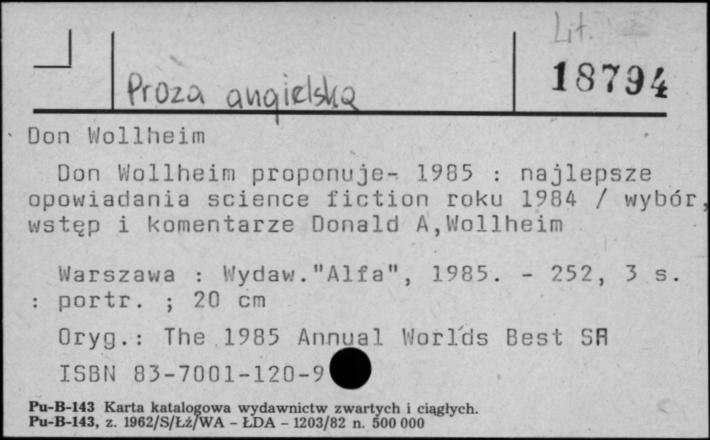 Lit.
18794
Proza angielska
Don Wollheim
Don Wollheim proponuje- 1985 : najlepsze
opowiadania science fiction roku 1984 / wybór,
wstęp i komentarze Donald A,Wollheim
Warszawa : Wydaw."Alfa", 1985. - 252, 3 s.
: portr. ; 20 cm
Oryg.: The 1985 Annual World's Best SF
ISBN 83-7001-120-9
Pu-B-143 Karta katalogowa wydawnictw zwartych i ciągłych.
Pu-B-143, z. 1962/S/Łż/WA - ŁDA - 1203/82 n. 500 000